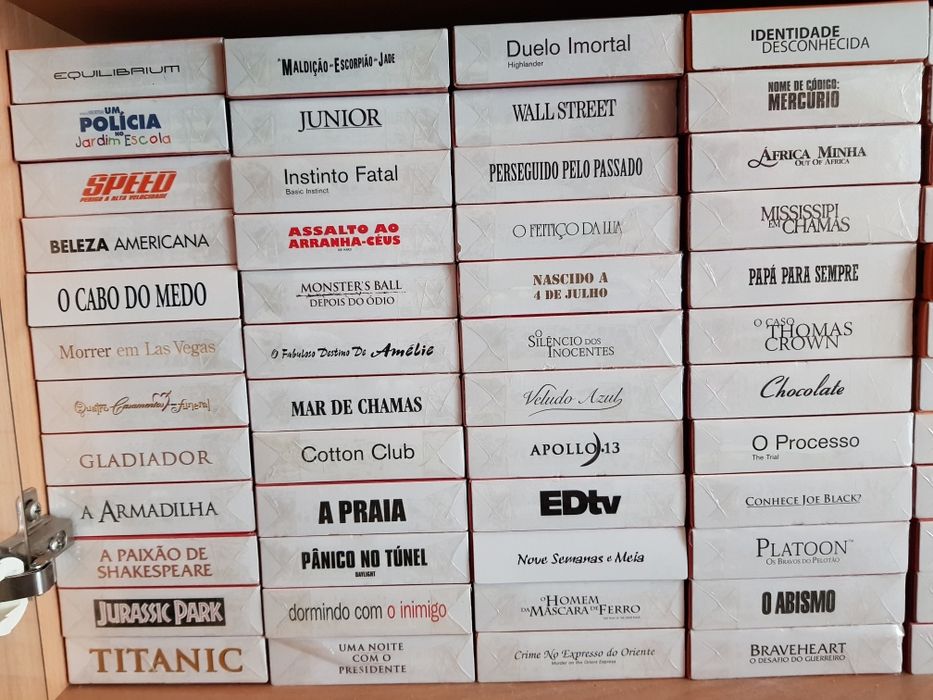 EQUILIBRIUM
UM
POLÍCIA
NO
Jardim Escola
SPEED
PERIGO A ALTA VELOCIDADE
BELEZA AMERICANA
O CABO DO MEDO
Morrer em Las Vegas
Quatro Casamentos e funeral
GLADIADOR
A ARMADILHA
A PAIXÃO DE
SHAKESPEARE
JURASSIC PARK
TITANIC
A MALDIÇÃO DO ESCORPIÃO DE JADE
JUNIOR
Instinto Fatal
Basic Instinct
ASSALTO AO
ARRANHA-CÉUS
MONSTER'S BALL
DEPOIS DO ÓDIO
O Fabuloso Destino De Amélie
MAR DE CHAMAS
Cotton Club
A PRAIA
PÂNICO NO TÚNEL
DAYLIGHT
dormindo com o inimigo
UMA NOITE
COM O
PRESIDENTE
Duelo Imortal
Highlander
WALL STREET
PERSEGUIDO PELO PASSADO
O FEITIÇO DA LUA
NASCIDO A
4 DE JULHO
O
SILÊNCIO DOS
INOCENTES
Veludo Azul
APOLLO 13
EDtv
Nove Semanas e Meia
O HOMEM
DA MÁSCARA DE FERRO
Crime No Expresso do Oriente
Murder on the Orient Express
IDENTIDADE
DESCONHECIDA
NOME DE CÓDIGO:
MERCÚRIO
ÁFRICA MINHA
OUT OF AFRICA
MISSISSIPI
EM CHAMAS
PAPÁ PARA SEMPRE
O CASO
THOMAS
CROWN
Chocolate
O Processo
The Trial
CONHECE JOE BLACK?
PLATOON™
OS BRAVOS DO PELOTÃO
O ABISMO
BRAVEHEART
O DESAFIO DO GUERREIRO